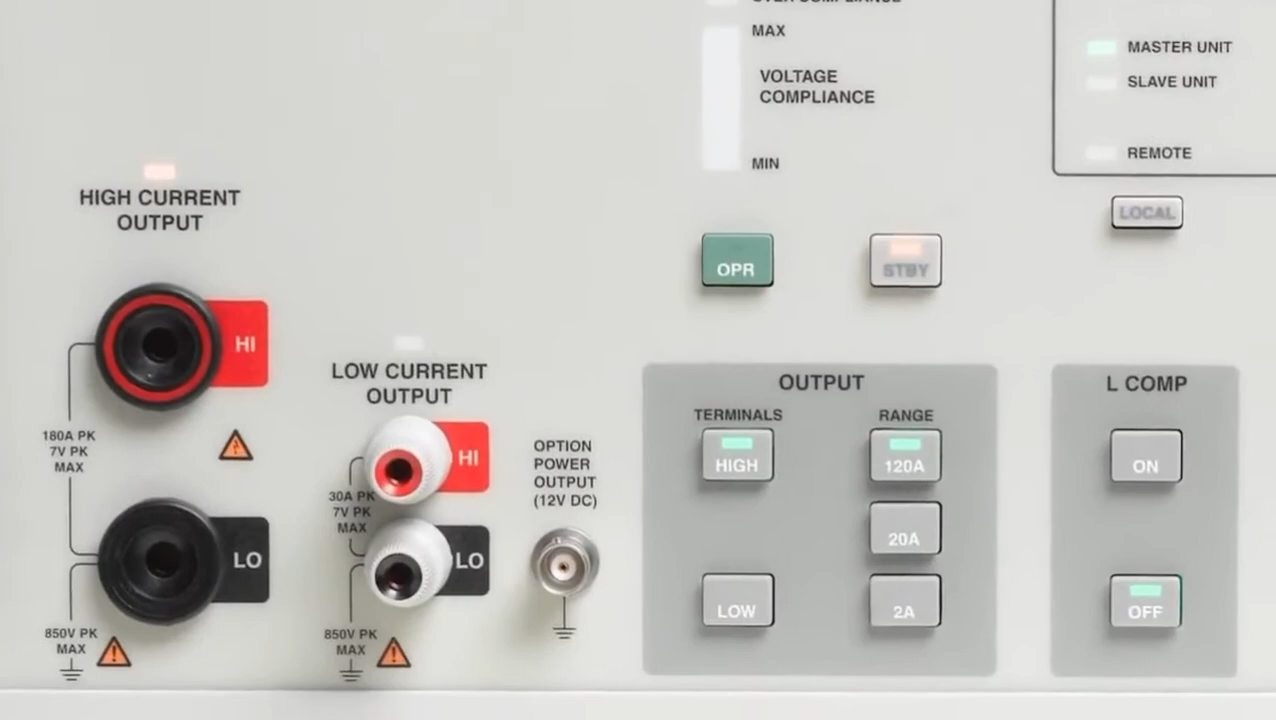 OVER COMPLIANCE
MAX
VOLTAGE
COMPLIANCE
MIN
MASTER UNIT
SLAVE UNIT
REMOTE
LOCAL
HIGH CURRENT
OUTPUT
HI
180A PK
7V PK
MAX
LO
850V PK
MAX
LOW CURRENT
OUTPUT
HI
30A PK
7V PK
MAX
LO
850V PK
MAX
OPTION
POWER
OUTPUT
(12V DC)
OPR
STBY
OUTPUT
TERMINALS
RANGE
HIGH
120A
20A
LOW
2A
L COMP
ON
OFF